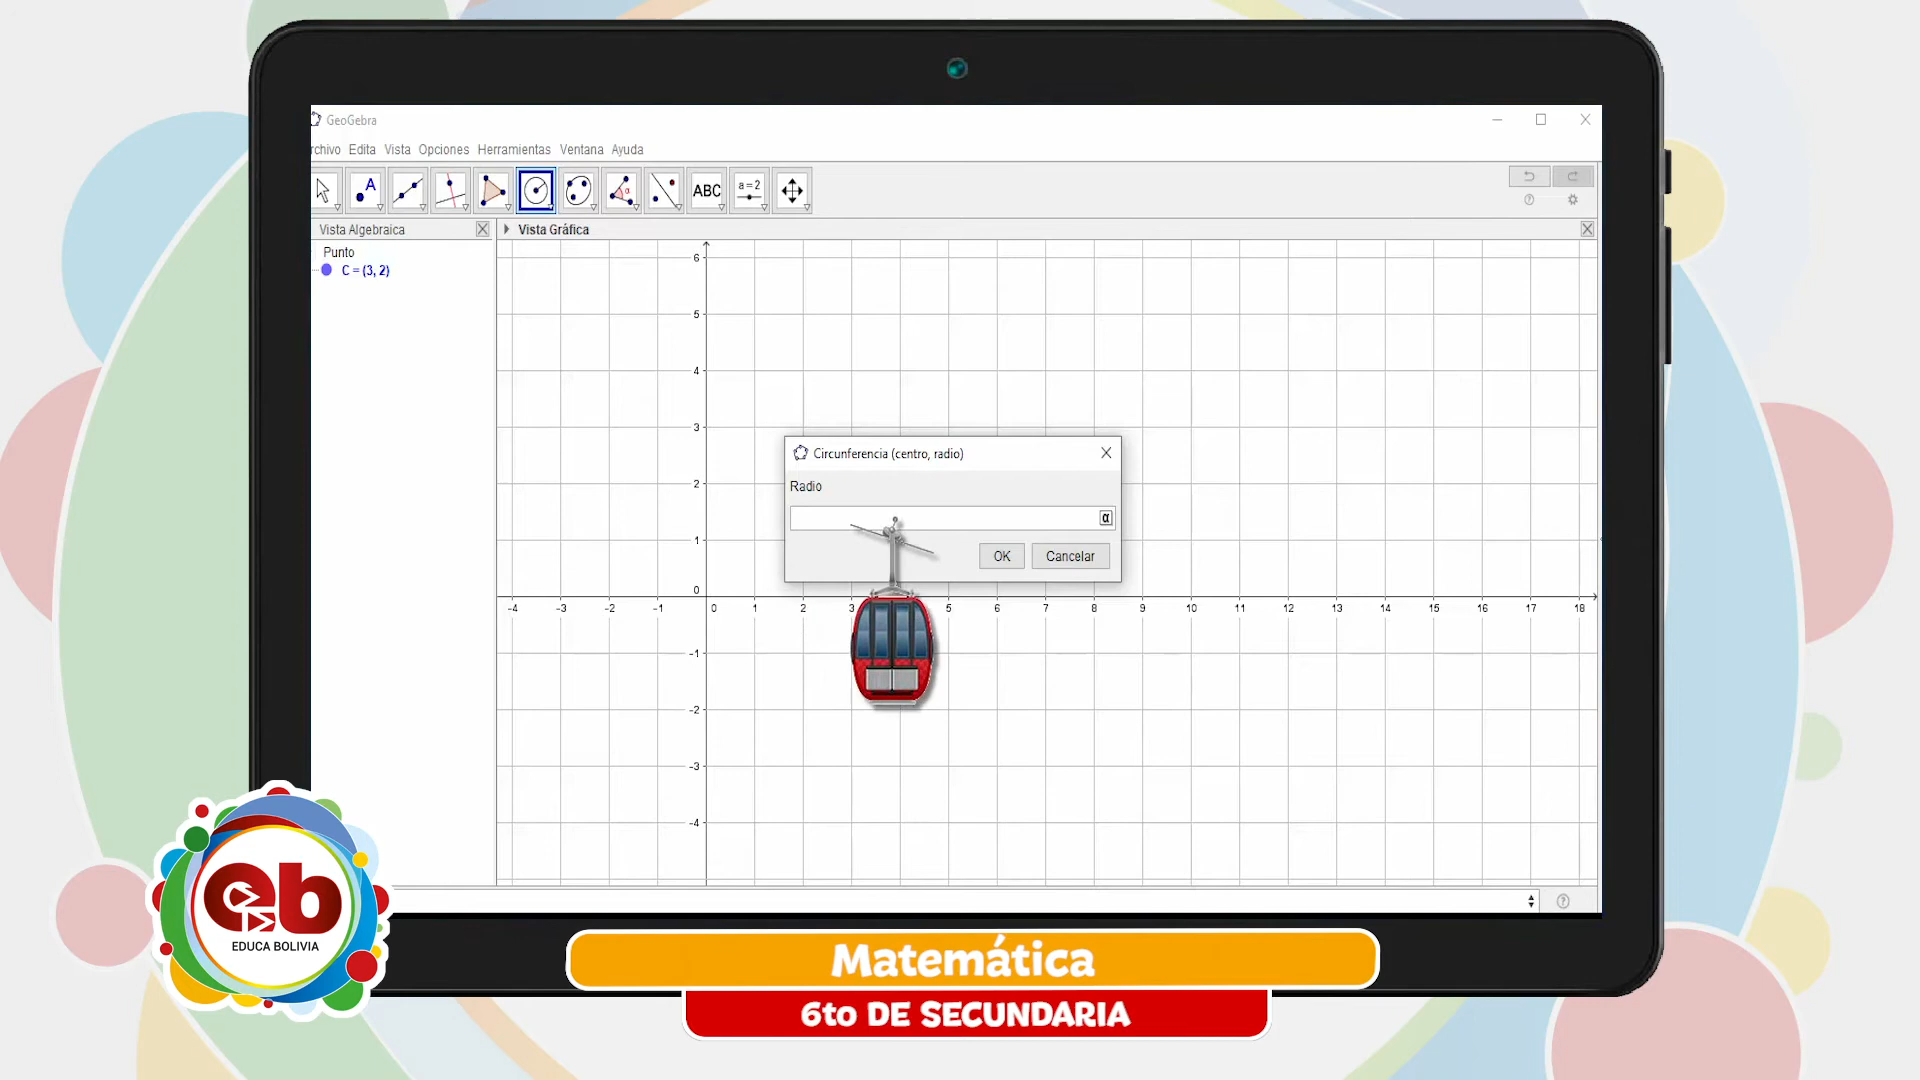 GeoGebra
rchivo Edita Vista Opciones Herramientas Ventana Ayuda
A
α
ABC
a=2
Vista Algebraica
Vista Gráfica
Punto
C = (3, 2)
6
5
4
3
2
1
0
-4 -3 -2 -1 0 1 2 3 5 6 7 8 9 10 11 12 13 14 15 16 17 18
-1
-2
-3
-4
Circunferencia (centro, radio)
Radio
α
OK Cancelar
eb
EDUCA BOLIVIA
Matemática
6to DE SECUNDARIA